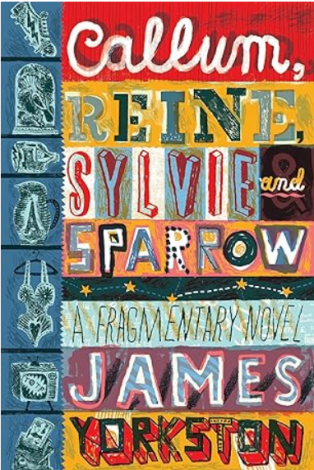 Callum,
REINE,
SYLVIE and
&
SPARROW
A FRAGMENTARY NOVEL
JAMES
YORKSTON